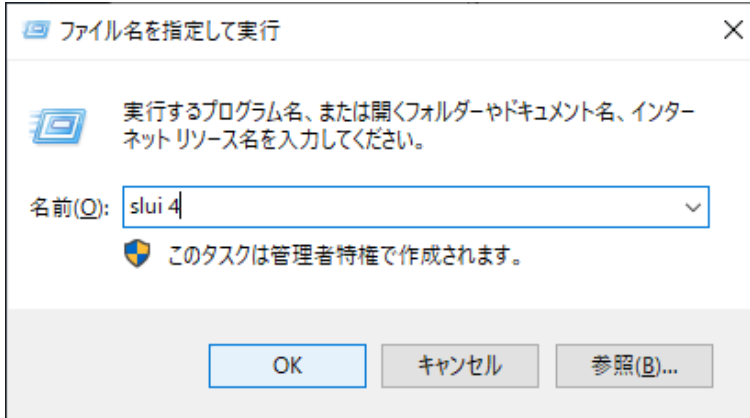 ファイル名を指定して実行
実行するプログラム名、または開くフォルダーやドキュメント名、インター
ネット リソース名を入力してください。
名前(O): slui 4
このタスクは管理者特権で作成されます。
OK キャンセル 参照(B)...